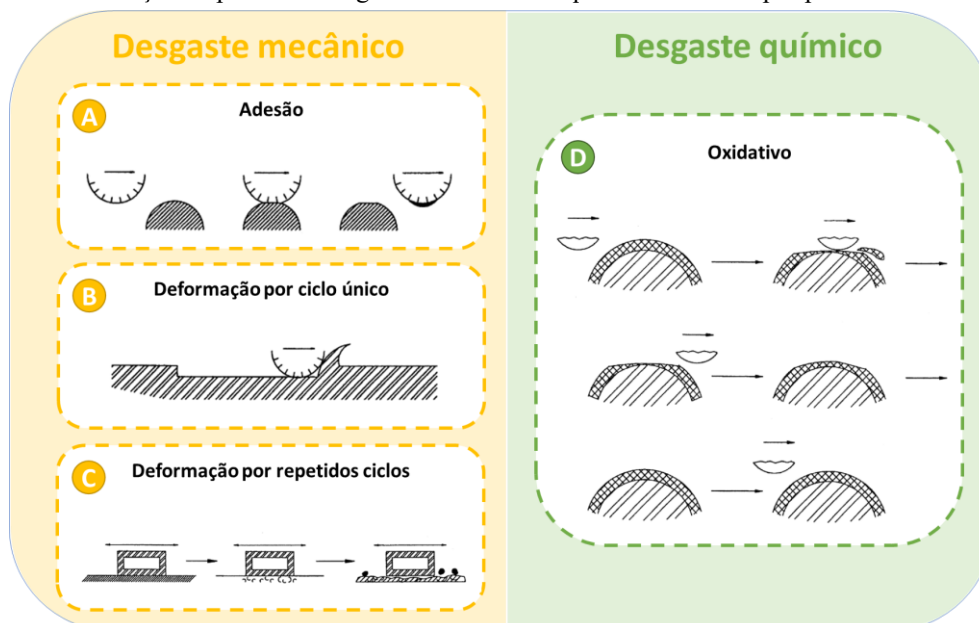 Desgaste mecânico
A
Adesão
B
Deformação por ciclo único
C
Deformação por repetidos ciclos
Desgaste químico
D
Oxidativo